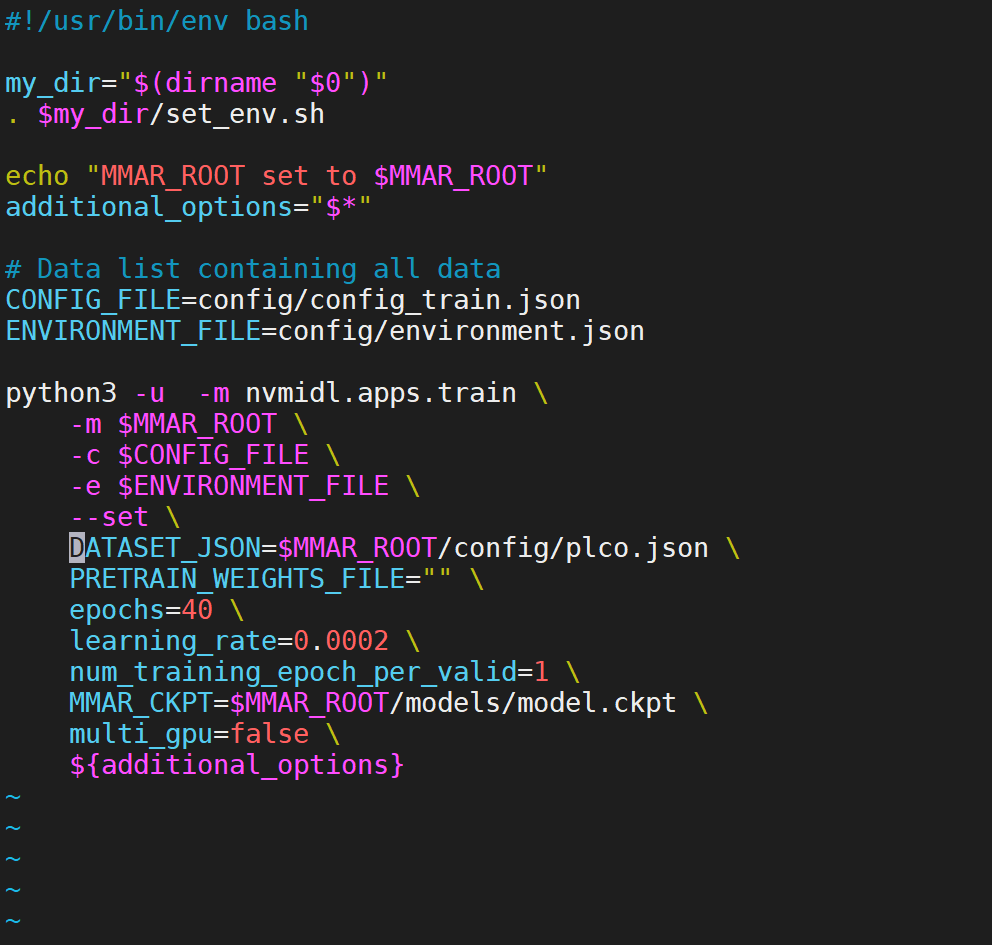 #!/usr/bin/env bash
my_dir="$(dirname "$0")"
. $my_dir/set_env.sh
echo "MMAR_ROOT set to $MMAR_ROOT"
additional_options="$*"
# Data list containing all data
CONFIG_FILE=config/config_train.json
ENVIRONMENT_FILE=config/environment.json
python3 -u  -m nvmidl.apps.train \
    -m $MMAR_ROOT \
    -c $CONFIG_FILE \
    -e $ENVIRONMENT_FILE \
    --set \
    DATASET_JSON=$MMAR_ROOT/config/plco.json \
    PRETRAIN_WEIGHTS_FILE="" \
    epochs=40 \
    learning_rate=0.0002 \
    num_training_epoch_per_valid=1 \
    MMAR_CKPT=$MMAR_ROOT/models/model.ckpt \
    multi_gpu=false \
    ${additional_options}
~
~
~
~
~